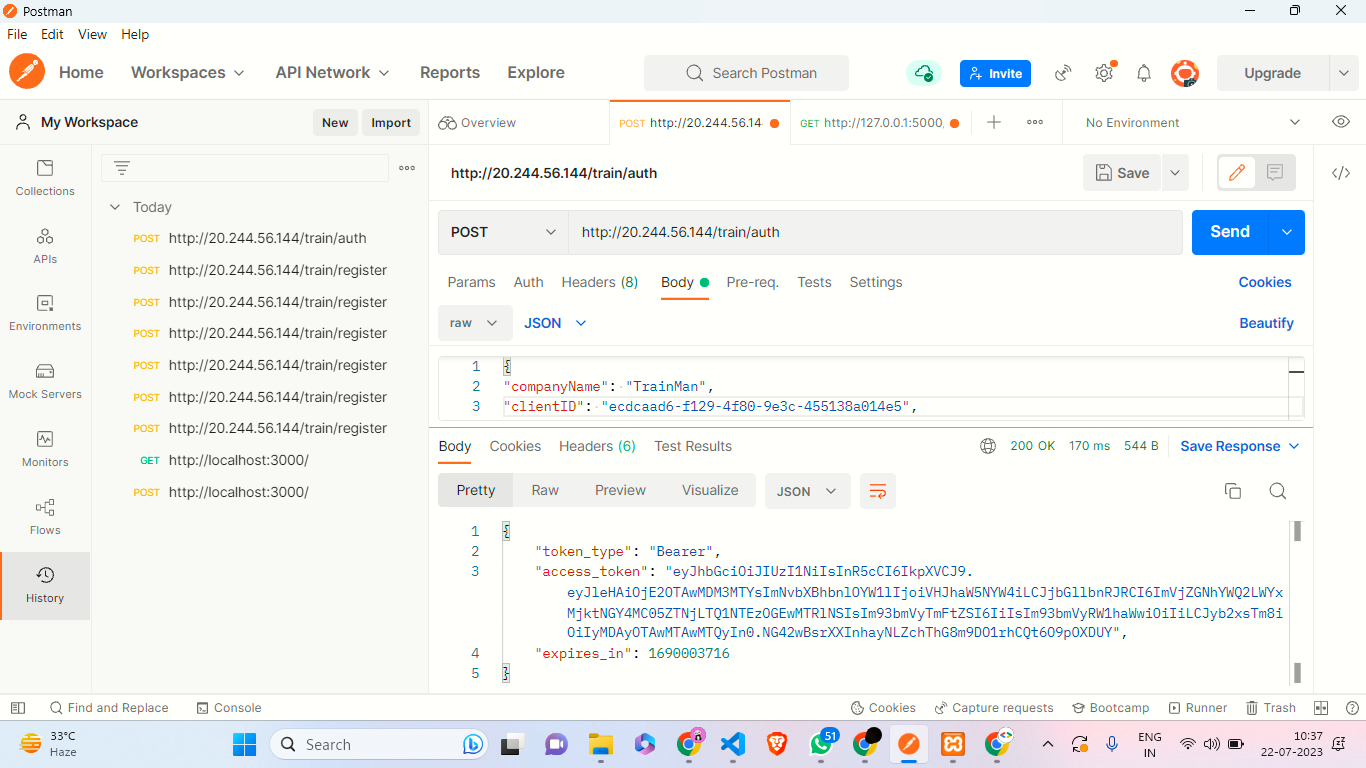 Postman
File Edit View Help
Home Workspaces API Network Reports Explore Search Postman Invite Upgrade
My Workspace New Import Overview POST http://20.244.56.14 GET http://127.0.0.1:5000, No Environment
Collections
APIs
Environments
Mock Servers
Monitors
Flows
History
Today
POST http://20.244.56.144/train/auth
POST http://20.244.56.144/train/register
POST http://20.244.56.144/train/register
POST http://20.244.56.144/train/register
POST http://20.244.56.144/train/register
POST http://20.244.56.144/train/register
POST http://20.244.56.144/train/register
GET http://localhost:3000/
POST http://localhost:3000/
http://20.244.56.144/train/auth Save
POST http://20.244.56.144/train/auth Send
Params Auth Headers (8) Body Pre-req. Tests Settings Cookies
raw JSON Beautify
1 {
2 "companyName": "TrainMan",
3 "clientID": "ecdcaad6-f129-4f80-9e3c-455138a014e5",
Body Cookies Headers (6) Test Results 200 OK 170 ms 544 B Save Response
Pretty Raw Preview Visualize JSON
1 {
2 "token_type": "Bearer",
3 "access_token": "eyJhbGciOiJIUzI1NiIsInR5cCI6IkpXVCJ9.
eyJleHAiOjE2OTAwMDM3MTYsImNvbXBhbnlOYW1lIjoiVHJhaW5NYW4iLCJjbGllbnRJRCI6ImVjZGNhYWQ2LWYx
MjktNGY4MC05ZTNjLTQ1NTEzOGEwMTRlNSIsIm93bmVyTmFtZSI6IiIsIm93bmVyRW1haWwiOiIiLCJyb2xsTm8i
OiIyMDAyOTAwMTAwMTQyIn0.NG42wBsrXXInhayNLZchThG8m9DO1rhCQt6O9pOXDUY",
4 "expires_in": 1690003716
5 }
Find and Replace Console Cookies Capture requests Bootcamp Runner Trash
33°C
Haze
Search
51
ENG
IN
10:37
22-07-2023